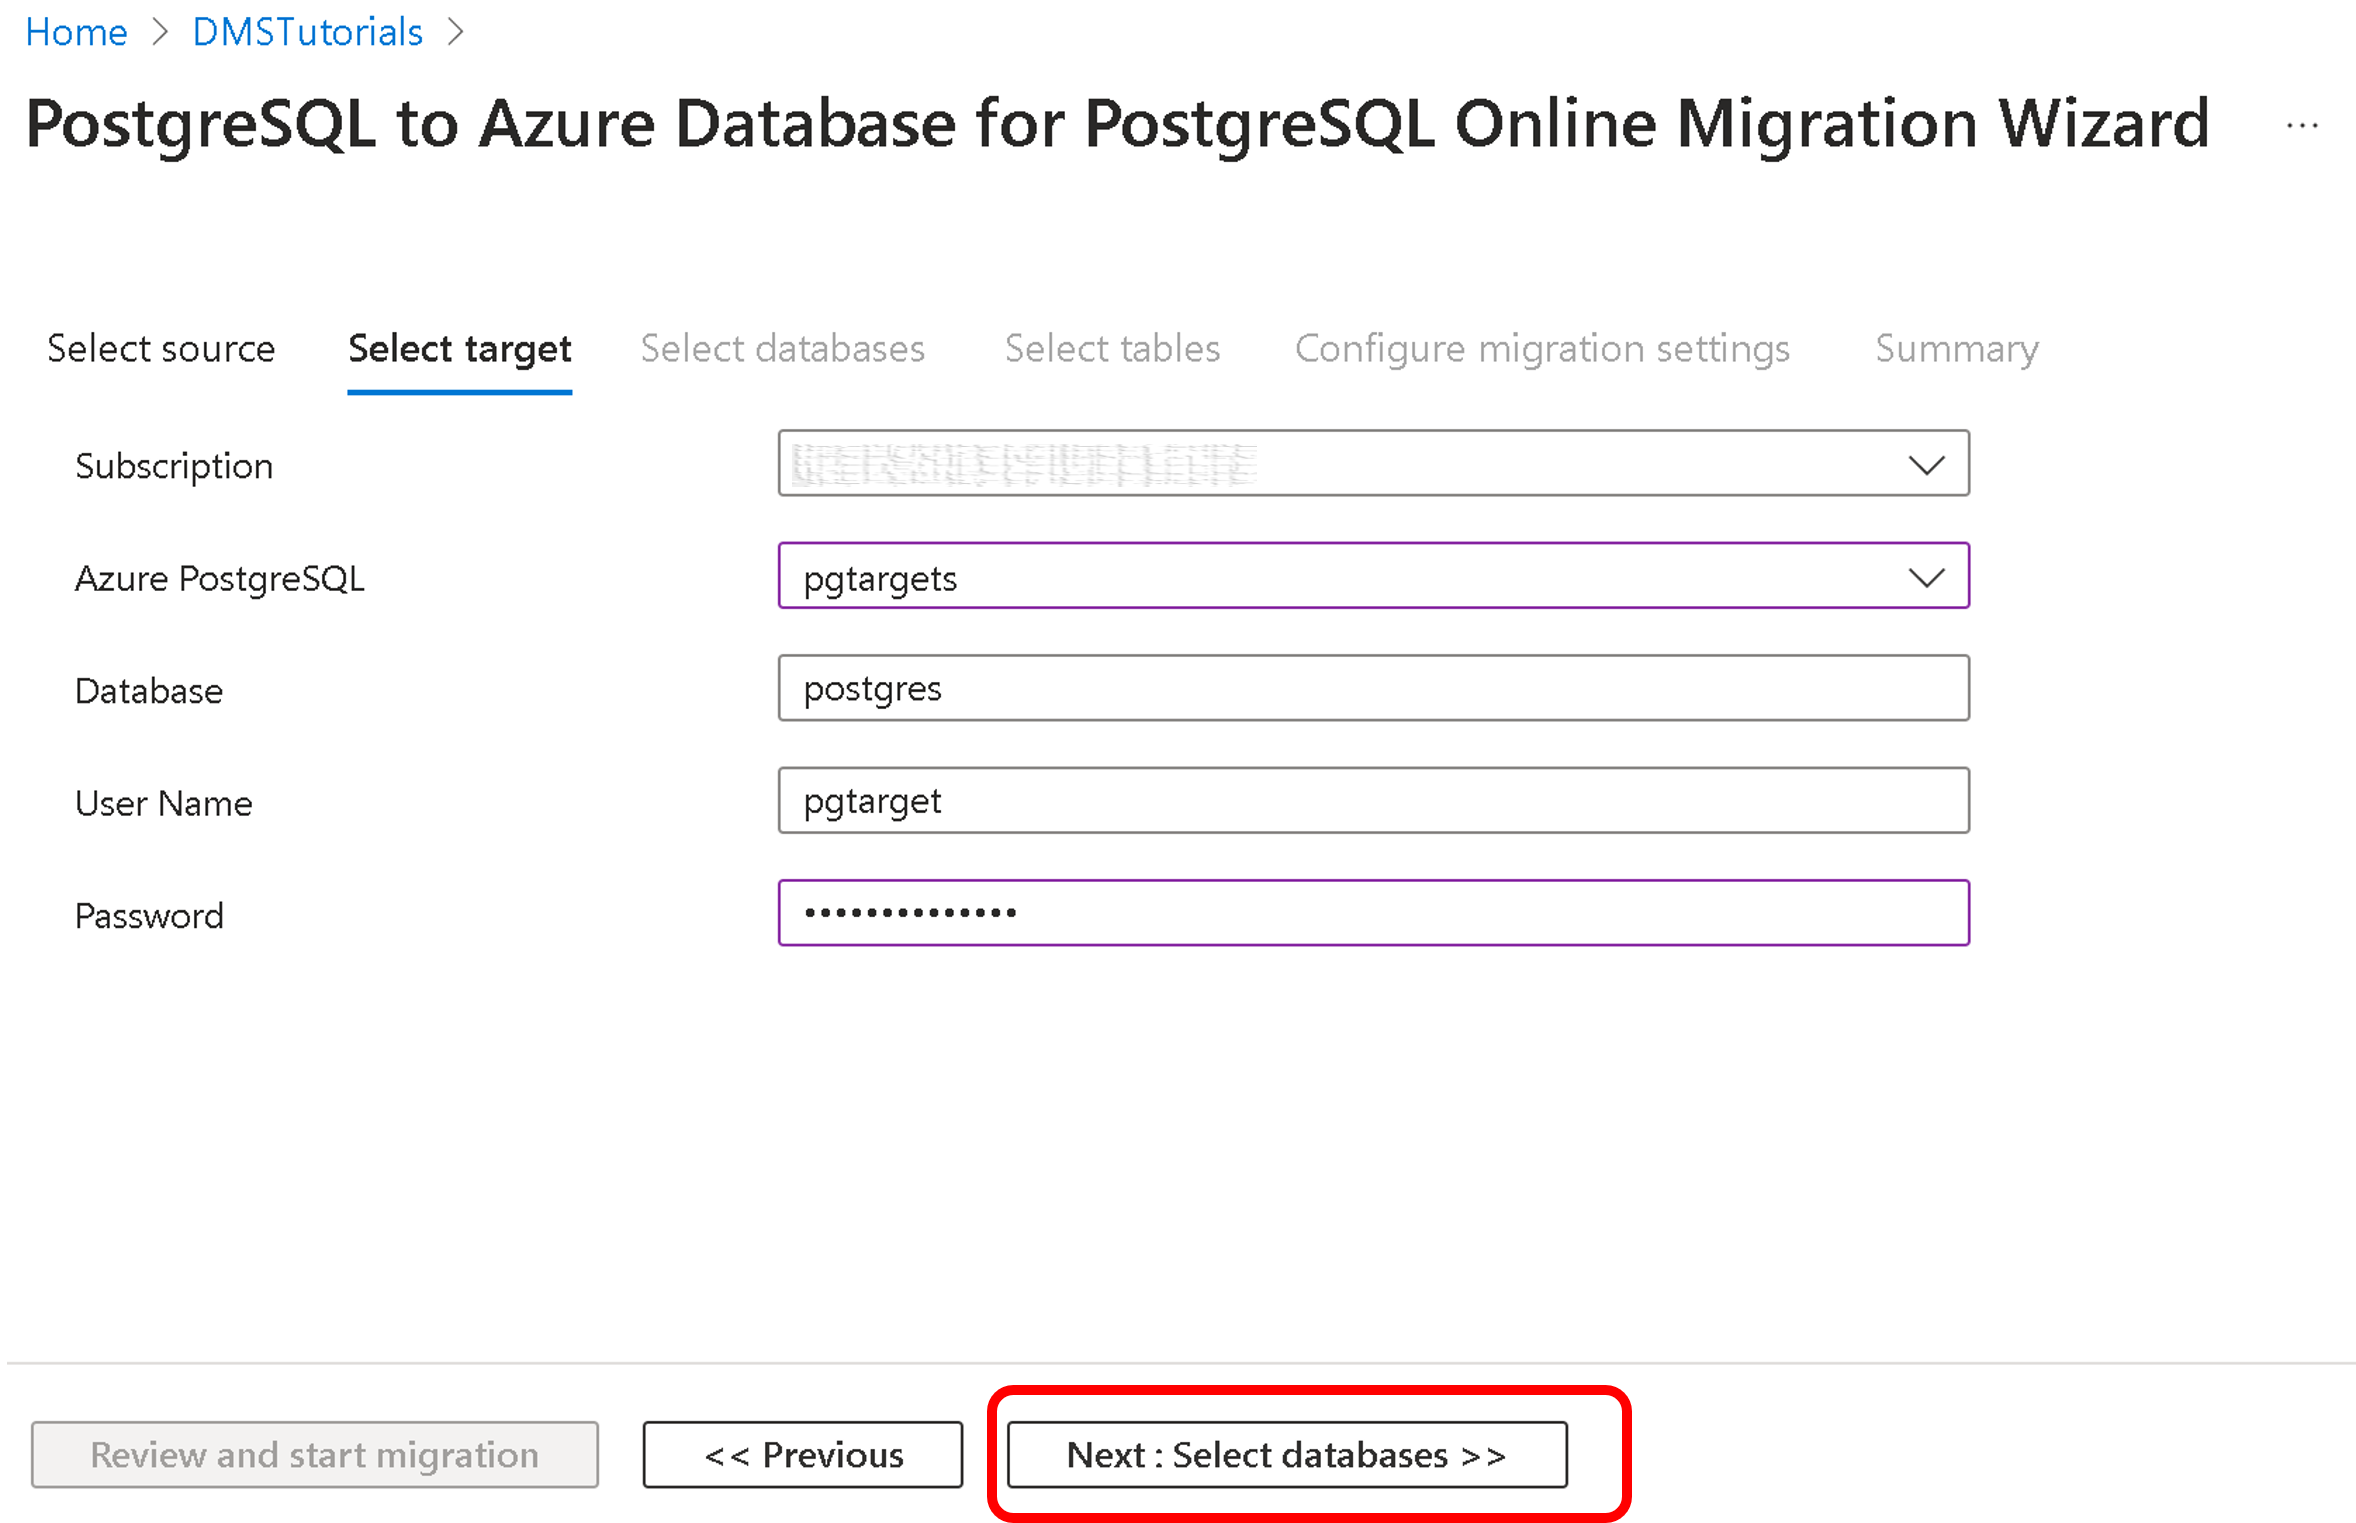 Home > DMSTutorials >
PostgreSQL to Azure Database for PostgreSQL Online Migration Wizard ...
Select source Select target Select databases Select tables Configure migration settings Summary
Subscription
Azure PostgreSQL pgtargets
Database postgres
User Name pgtarget
Password ••••••••••••••
Review and start migration << Previous Next : Select databases >>